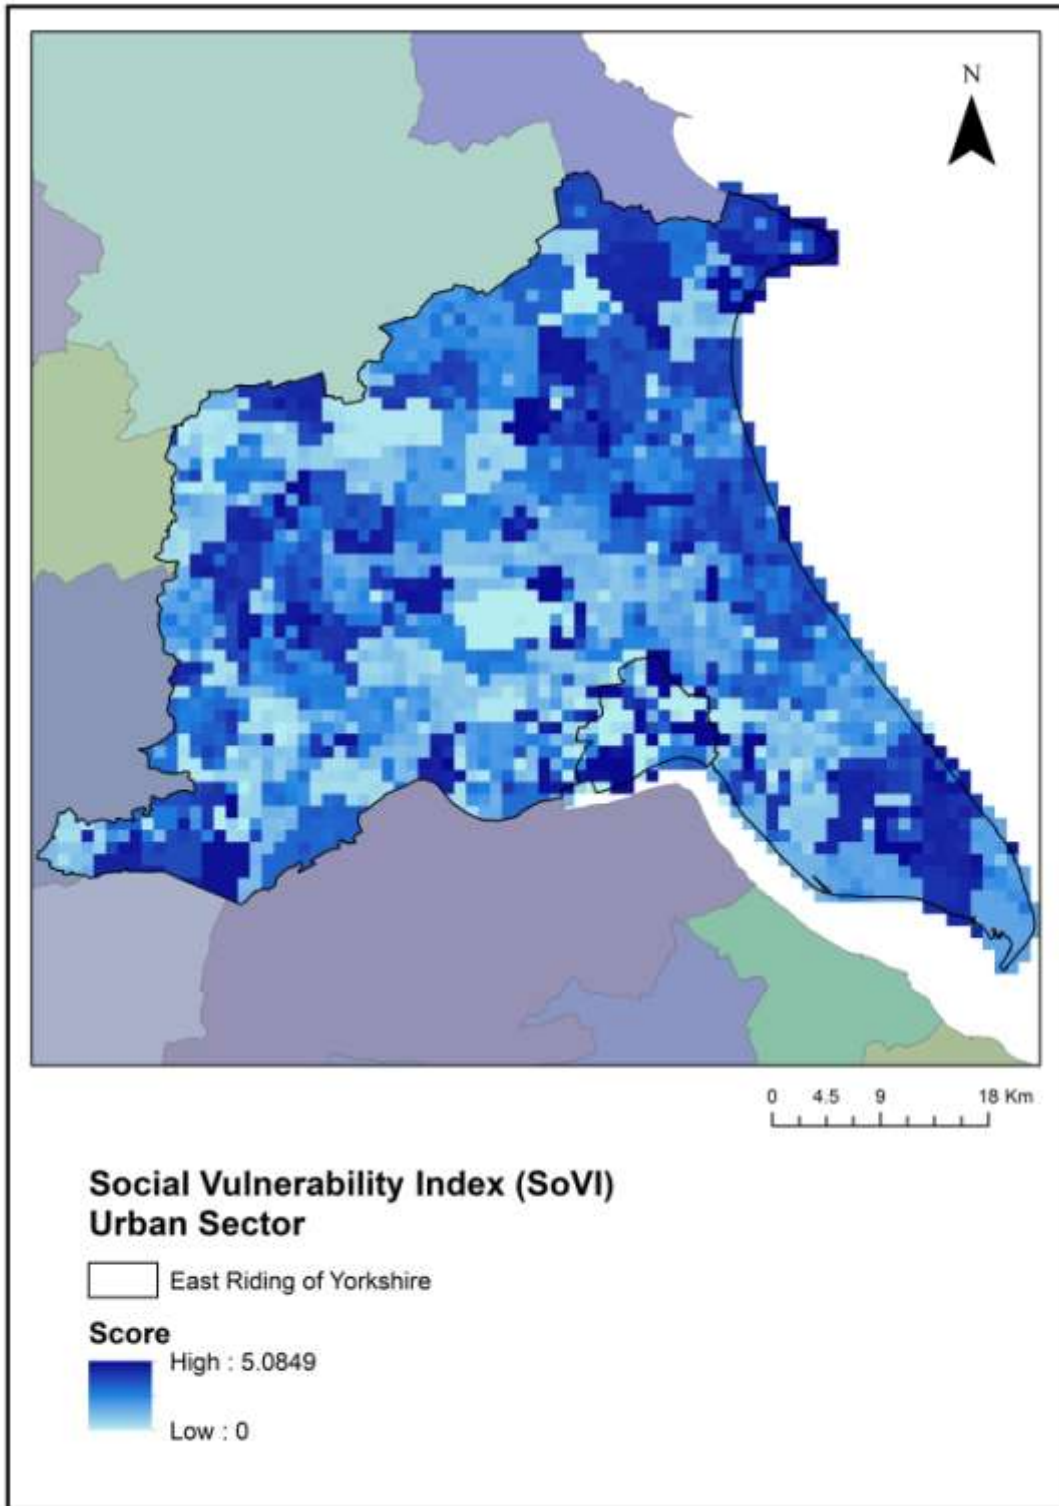 N
0 4.5 9 18 Km
Social Vulnerability Index (SoVI)
Urban Sector
East Riding of Yorkshire
Score
High : 5.0849
Low : 0